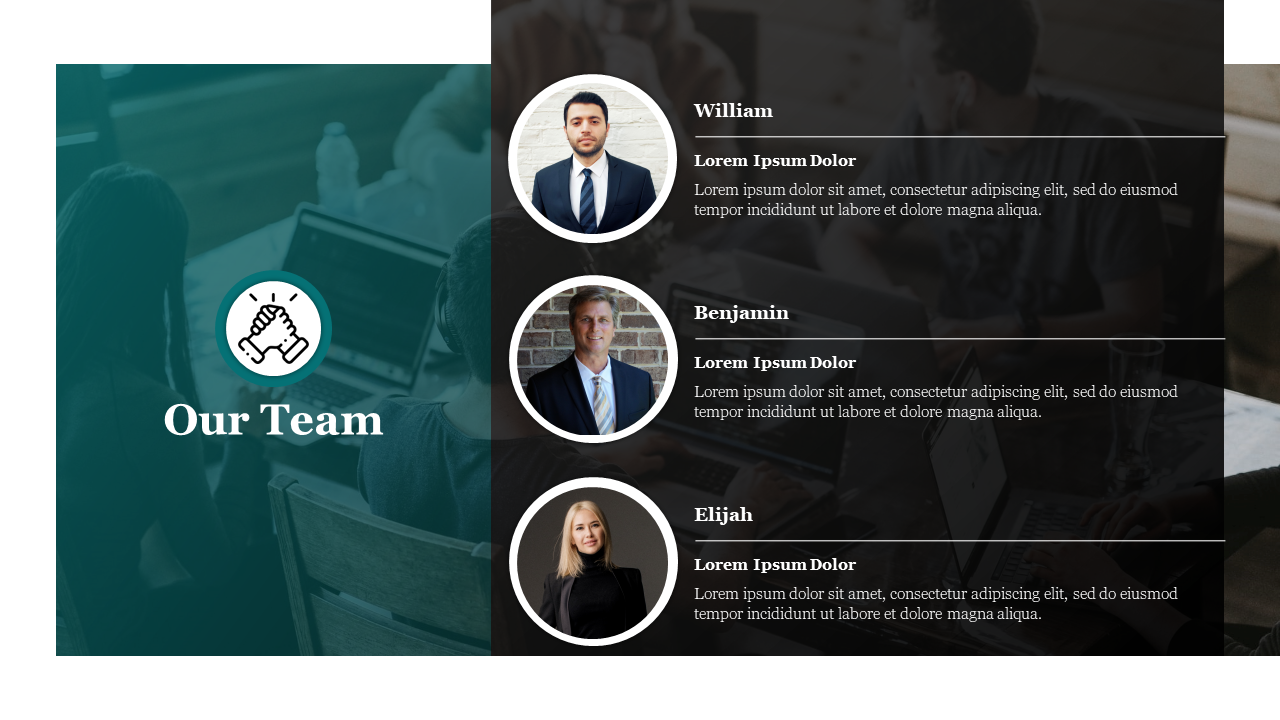 Our Team
William
Lorem Ipsum Dolor
Lorem ipsum dolor sit amet, consectetur adipiscing elit, sed do eiusmod
tempor incididunt ut labore et dolore magna aliqua.
Benjamin
Lorem Ipsum Dolor
Lorem ipsum dolor sit amet, consectetur adipiscing elit, sed do eiusmod
tempor incididunt ut labore et dolore magna aliqua.
Elijah
Lorem Ipsum Dolor
Lorem ipsum dolor sit amet, consectetur adipiscing elit, sed do eiusmod
tempor incididunt ut labore et dolore magna aliqua.